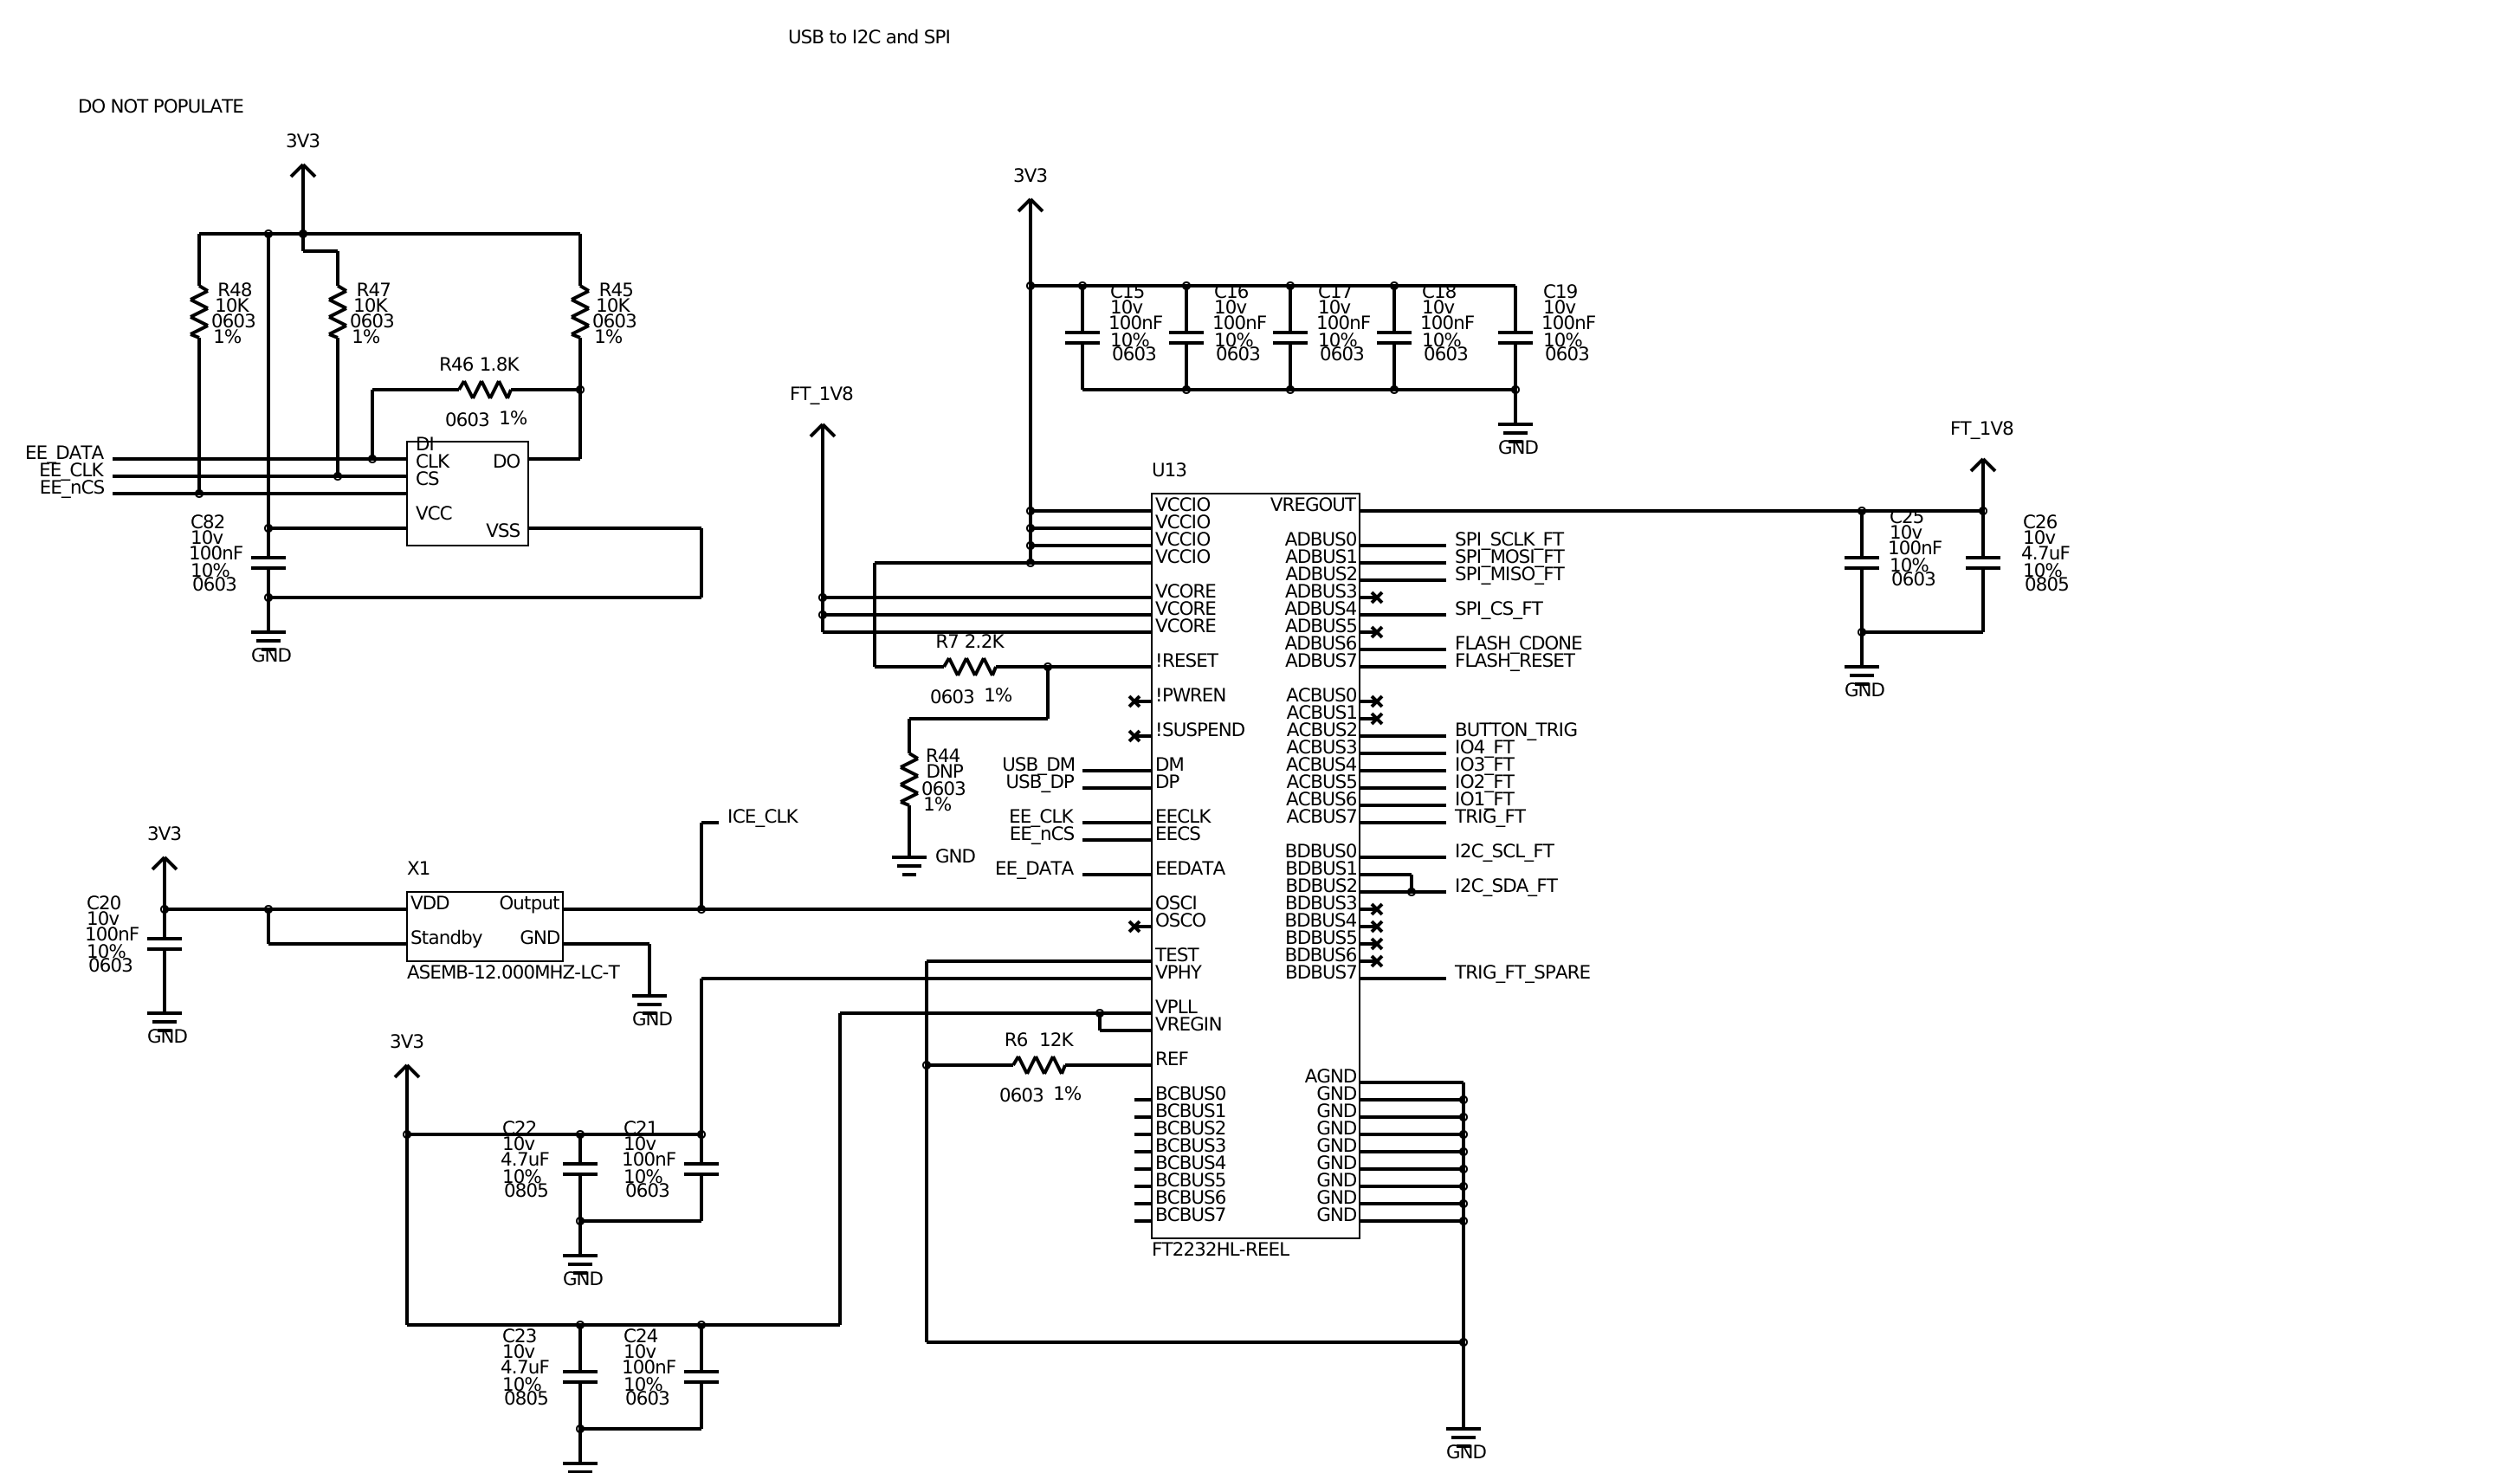 USB to I2C and SPI
DO NOT POPULATE
3V3
R48
10K
0603
1%
R47
10K
0603
1%
R45
10K
0603
1%
R46 1.8K
0603 1%
EE_DATA
EE_CLK
EE_nCS
DI
CLK
CS
VCC
DO
VSS
C82
10v
100nF
10%
0603
GND
3V3
C15
10v
100nF
10%
0603
C16
10v
100nF
10%
0603
C17
10v
100nF
10%
0603
C18
10v
100nF
10%
0603
C19
10v
100nF
10%
0603
GND
FT_1V8
FT_1V8
C25
10v
100nF
10%
0603
C26
10v
4.7uF
10%
0805
GND
U13
VCCIO
VCCIO
VCCIO
VCCIO
VCORE
VCORE
VCORE
!RESET
!PWREN
!SUSPEND
DM
DP
EECLK
EECS
EEDATA
OSCI
OSCO
TEST
VPHY
VPLL
VREGIN
REF
BCBUS0
BCBUS1
BCBUS2
BCBUS3
BCBUS4
BCBUS5
BCBUS6
BCBUS7
VREGOUT
ADBUS0
ADBUS1
ADBUS2
ADBUS3
ADBUS4
ADBUS5
ADBUS6
ADBUS7
ACBUS0
ACBUS1
ACBUS2
ACBUS3
ACBUS4
ACBUS5
ACBUS6
ACBUS7
BDBUS0
BDBUS1
BDBUS2
BDBUS3
BDBUS4
BDBUS5
BDBUS6
BDBUS7
AGND
GND
GND
GND
GND
GND
GND
GND
GND
FT2232HL-REEL
SPI_SCLK_FT
SPI_MOSI_FT
SPI_MISO_FT
SPI_CS_FT
FLASH_CDONE
FLASH_RESET
BUTTON_TRIG
IO4_FT
IO3_FT
IO2_FT
IO1_FT
TRIG_FT
I2C_SCL_FT
I2C_SDA_FT
TRIG_FT_SPARE
GND
R7 2.2K
0603 1%
R44
DNP
0603
1%
GND
USB_DM
USB_DP
EE_CLK
EE_nCS
EE_DATA
R6 12K
0603 1%
ICE_CLK
3V3
C20
10v
100nF
10%
0603
GND
X1
VDD
Standby
Output
GND
ASEMB-12.000MHZ-LC-T
GND
3V3
C22
10v
4.7uF
10%
0805
C21
10v
100nF
10%
0603
GND
C23
10v
4.7uF
10%
0805
C24
10v
100nF
10%
0603